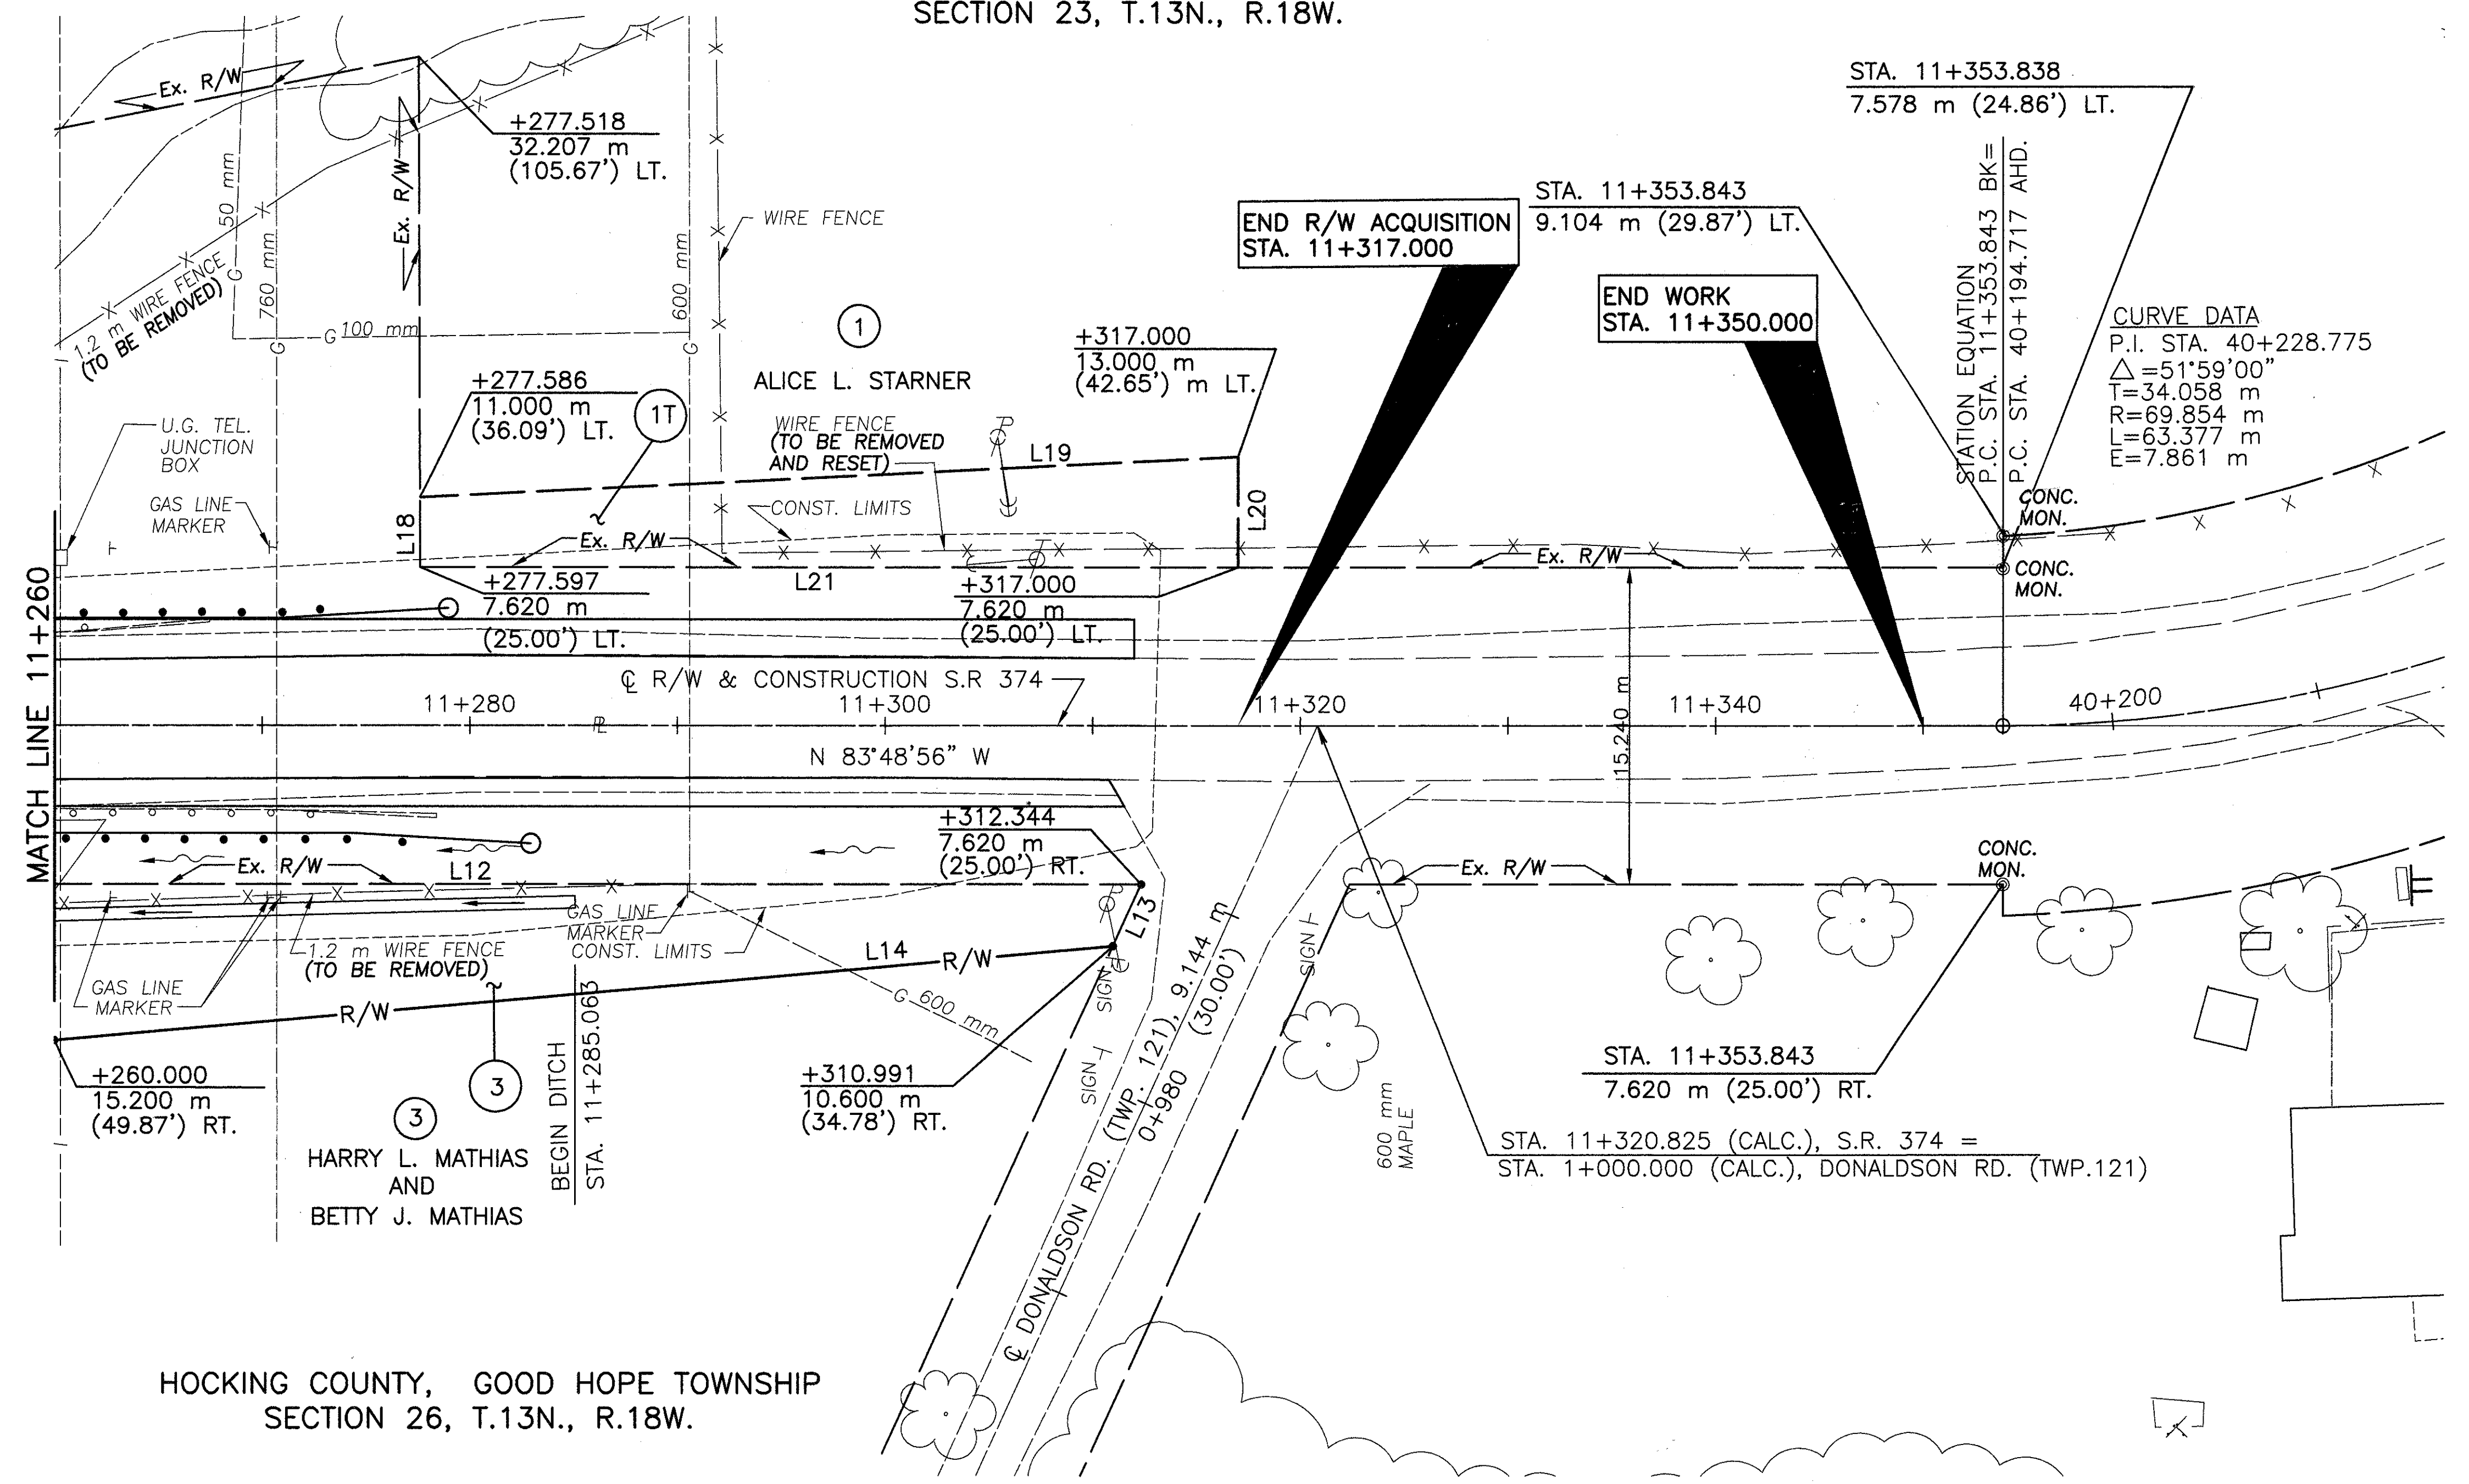 SECTION 23, T.13N., R.18W.
Ex. R/W
Ex. R/W
+277.518
32.207 m
(105.67') LT.
50 mm
760 mm
600 mm
G
G
G
G 100 mm
WIRE FENCE
1.2 m WIRE FENCE
(TO BE REMOVED)
STA. 11+353.838
7.578 m (24.86') LT.
STA. 11+353.843
9.104 m (29.87') LT.
END R/W ACQUISITION
STA. 11+317.000
END WORK
STA. 11+350.000
STATION EQUATION
P.C. STA. 11+353.843 BK=
P.C. STA. 40+194.717 AHD.
CURVE DATA
P.I. STA. 40+228.775
△=51°59'00"
T=34.058 m
R=69.854 m
L=63.377 m
E=7.861 m
1
ALICE L. STARNER
+317.000
13.000 m
(42.65') m LT.
+277.586
11.000 m
(36.09') LT.
1T
WIRE FENCE
(TO BE REMOVED
AND RESET)
L19
U.G. TEL.
JUNCTION
BOX
GAS LINE
MARKER
CONST. LIMITS
L18
L20
Ex. R/W
L21
Ex. R/W
CONC.
MON.
CONC.
MON.
+277.597
7.620 m
(25.00') LT.
+317.000
7.620 m
(25.00') LT.
MATCH LINE 11+260
℄ R/W & CONSTRUCTION S.R 374
11+280
11+300
11+320
11+340
40+200
℄
N 83°48'56" W
15.240 m
+312.344
7.620 m
(25.00') RT.
Ex. R/W
L12
Ex. R/W
CONC.
MON.
GAS LINE
MARKER
CONST. LIMITS
L13
1.2 m WIRE FENCE
(TO BE REMOVED)
L14
R/W
R/W
GAS LINE
MARKER
G 600 mm
SIGN
SIGN
SIGN
+260.000
15.200 m
(49.87') RT.
3
3
HARRY L. MATHIAS
AND
BETTY J. MATHIAS
BEGIN DITCH
STA. 11+285.063
+310.991
10.600 m
(34.78') RT.
℄ DONALDSON RD. (TWP. 121), 9.144 m
0+980 (30.00')
600 mm
MAPLE
STA. 11+353.843
7.620 m (25.00') RT.
STA. 11+320.825 (CALC.), S.R. 374 =
STA. 1+000.000 (CALC.), DONALDSON RD. (TWP.121)
HOCKING COUNTY, GOOD HOPE TOWNSHIP
SECTION 26, T.13N., R.18W.